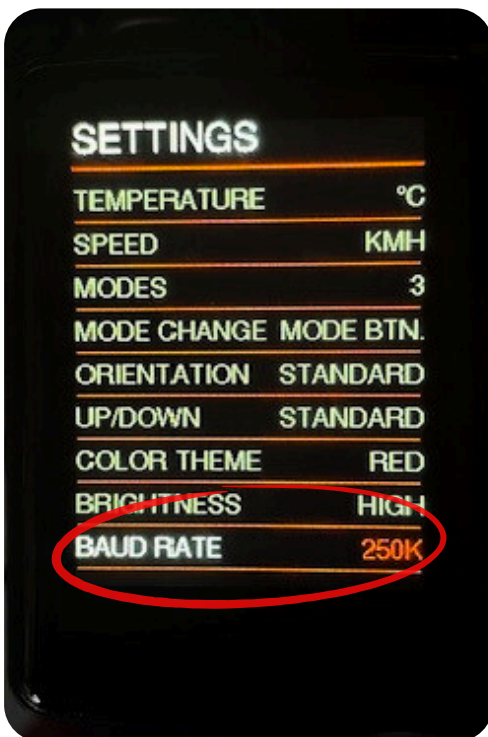 SETTINGS
TEMPERATURE °C
SPEED KMH
MODES 3
MODE CHANGE MODE BTN.
ORIENTATION STANDARD
UP/DOWN STANDARD
COLOR THEME RED
BRIGHTNESS HIGH
BAUD RATE 250K